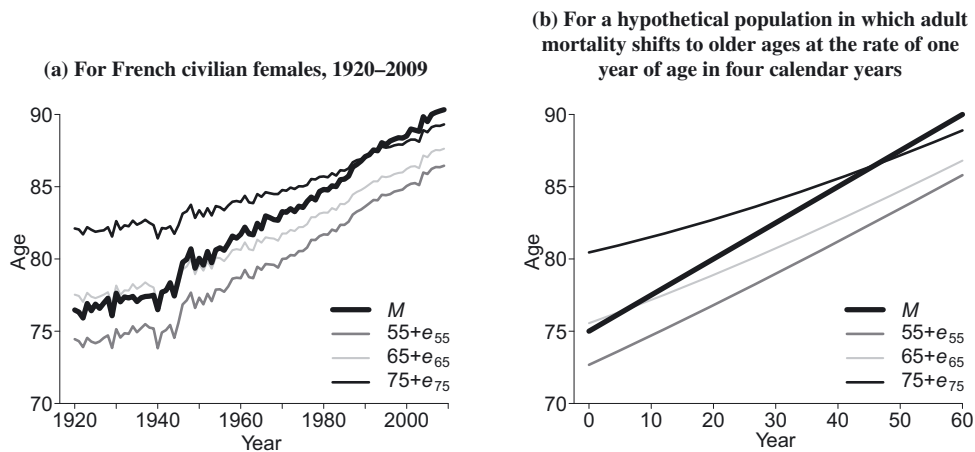 (a) For French civilian females, 1920–2009
90
85
80
75
70
Age
1920
1940
1960
1980
2000
Year
M
55+e55
65+e65
75+e75
(b) For a hypothetical population in which adult
mortality shifts to older ages at the rate of one
year of age in four calendar years
90
85
80
75
70
Age
0
10
20
30
40
50
60
Year
M
55+e55
65+e65
75+e75